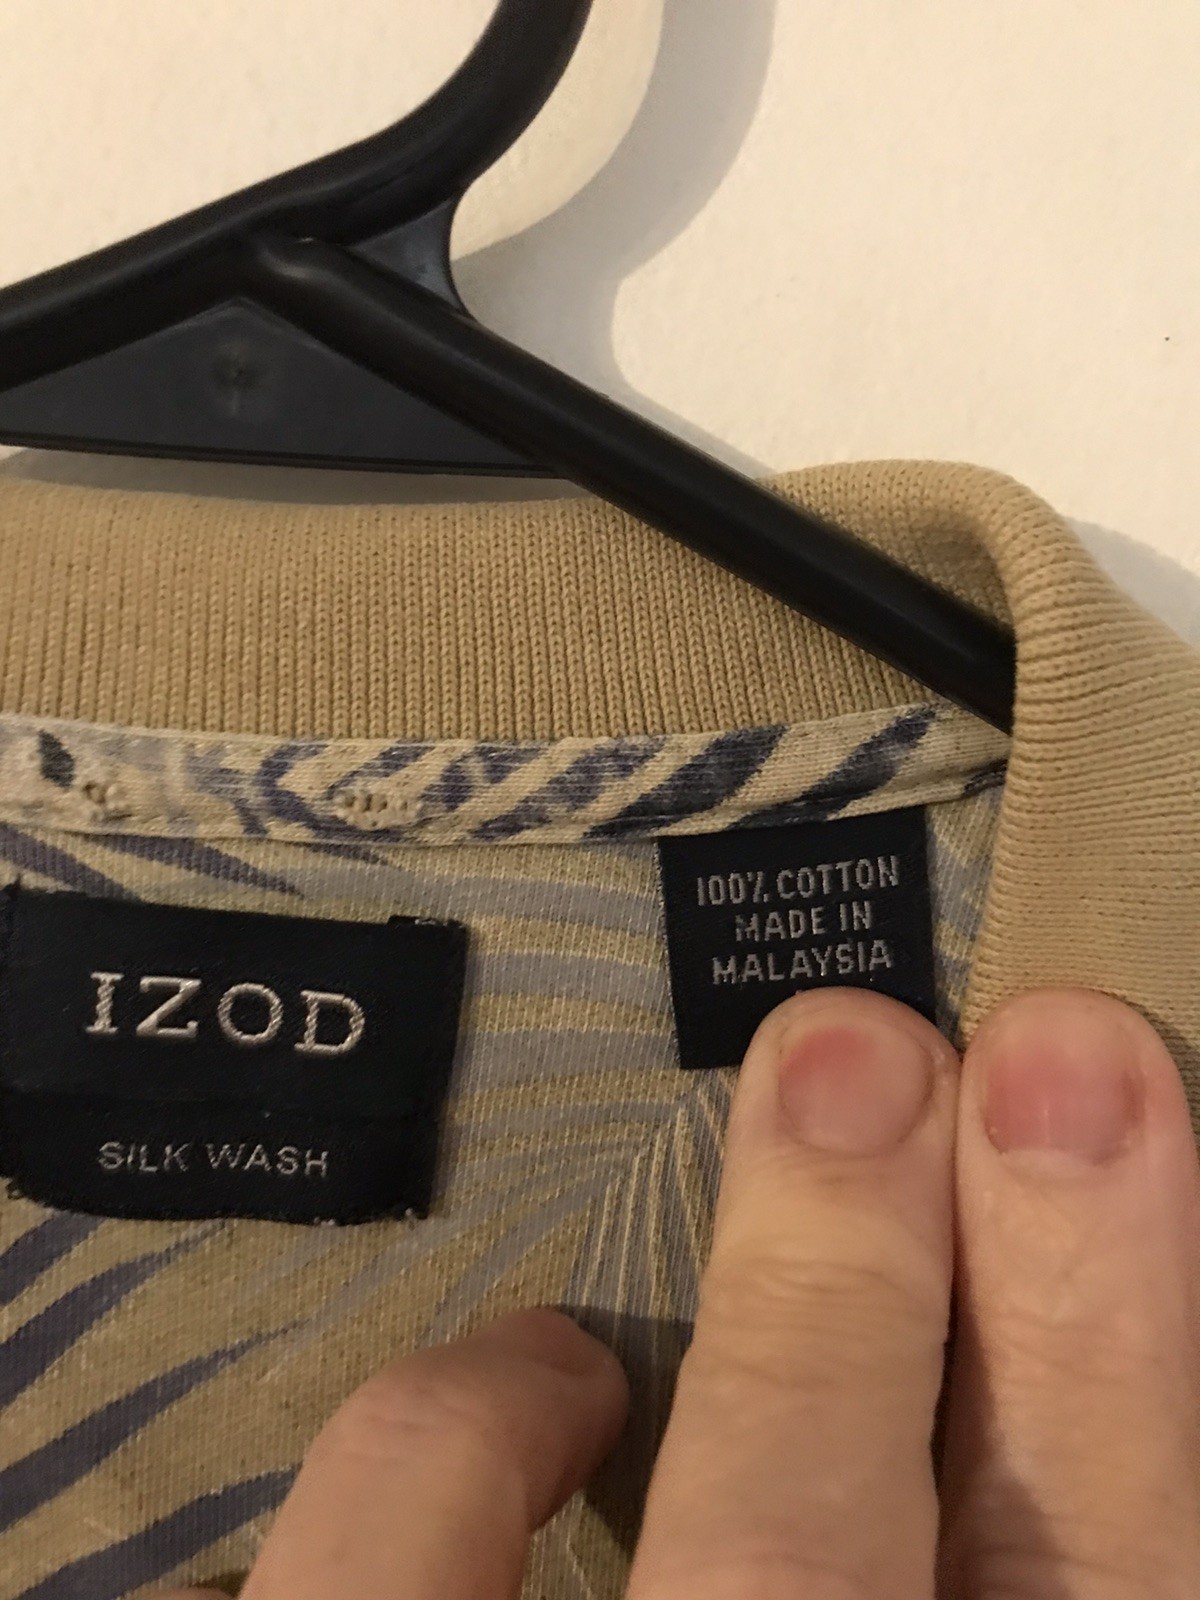 IZOD
SILK WASH
100% COTTON
MADE IN
MALAYSIA